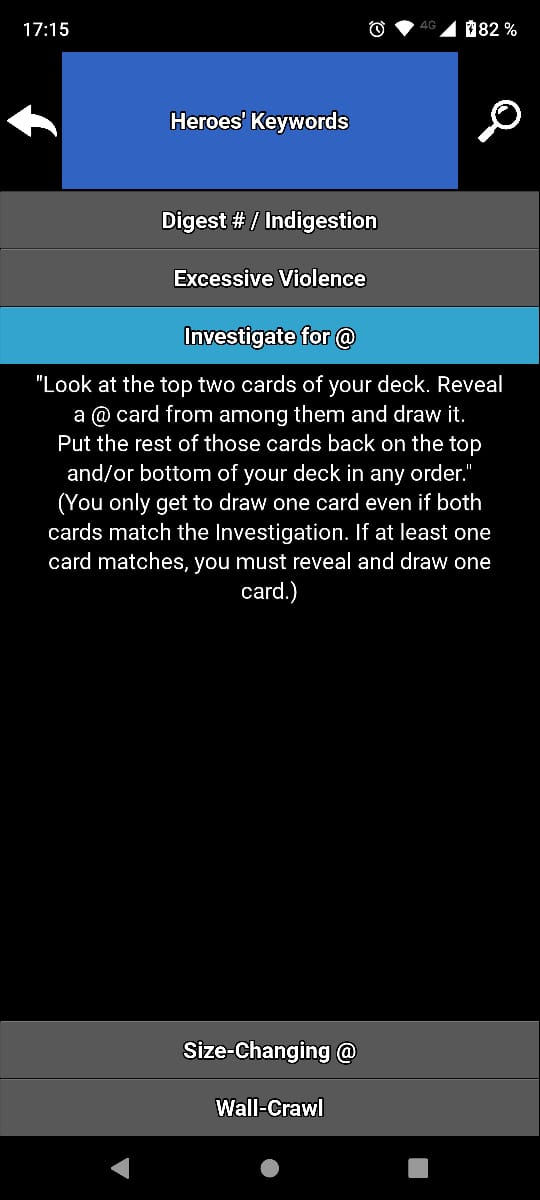 17:15
4G
82 %
Heroes' Keywords
Digest # / Indigestion
Excessive Violence
Investigate for @
"Look at the top two cards of your deck. Reveal
a @ card from among them and draw it.
Put the rest of those cards back on the top
and/or bottom of your deck in any order."
(You only get to draw one card even if both
cards match the Investigation. If at least one
card matches, you must reveal and draw one
card.)
Size-Changing @
Wall-Crawl